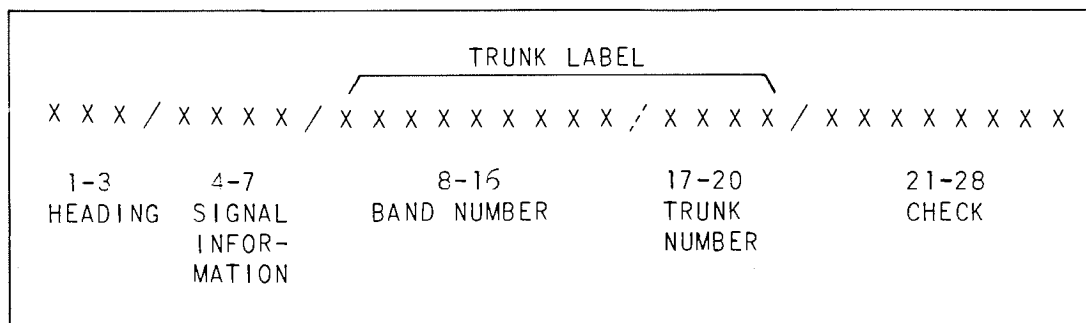 TRUNK LABEL
X X X / X X X X / X X X X X X X X X / X X X X / X X X X X X X X
1-3 4-7 8-16 17-20 21-28
HEADING SIGNAL BAND NUMBER TRUNK CHECK
INFOR- NUMBER
MATION